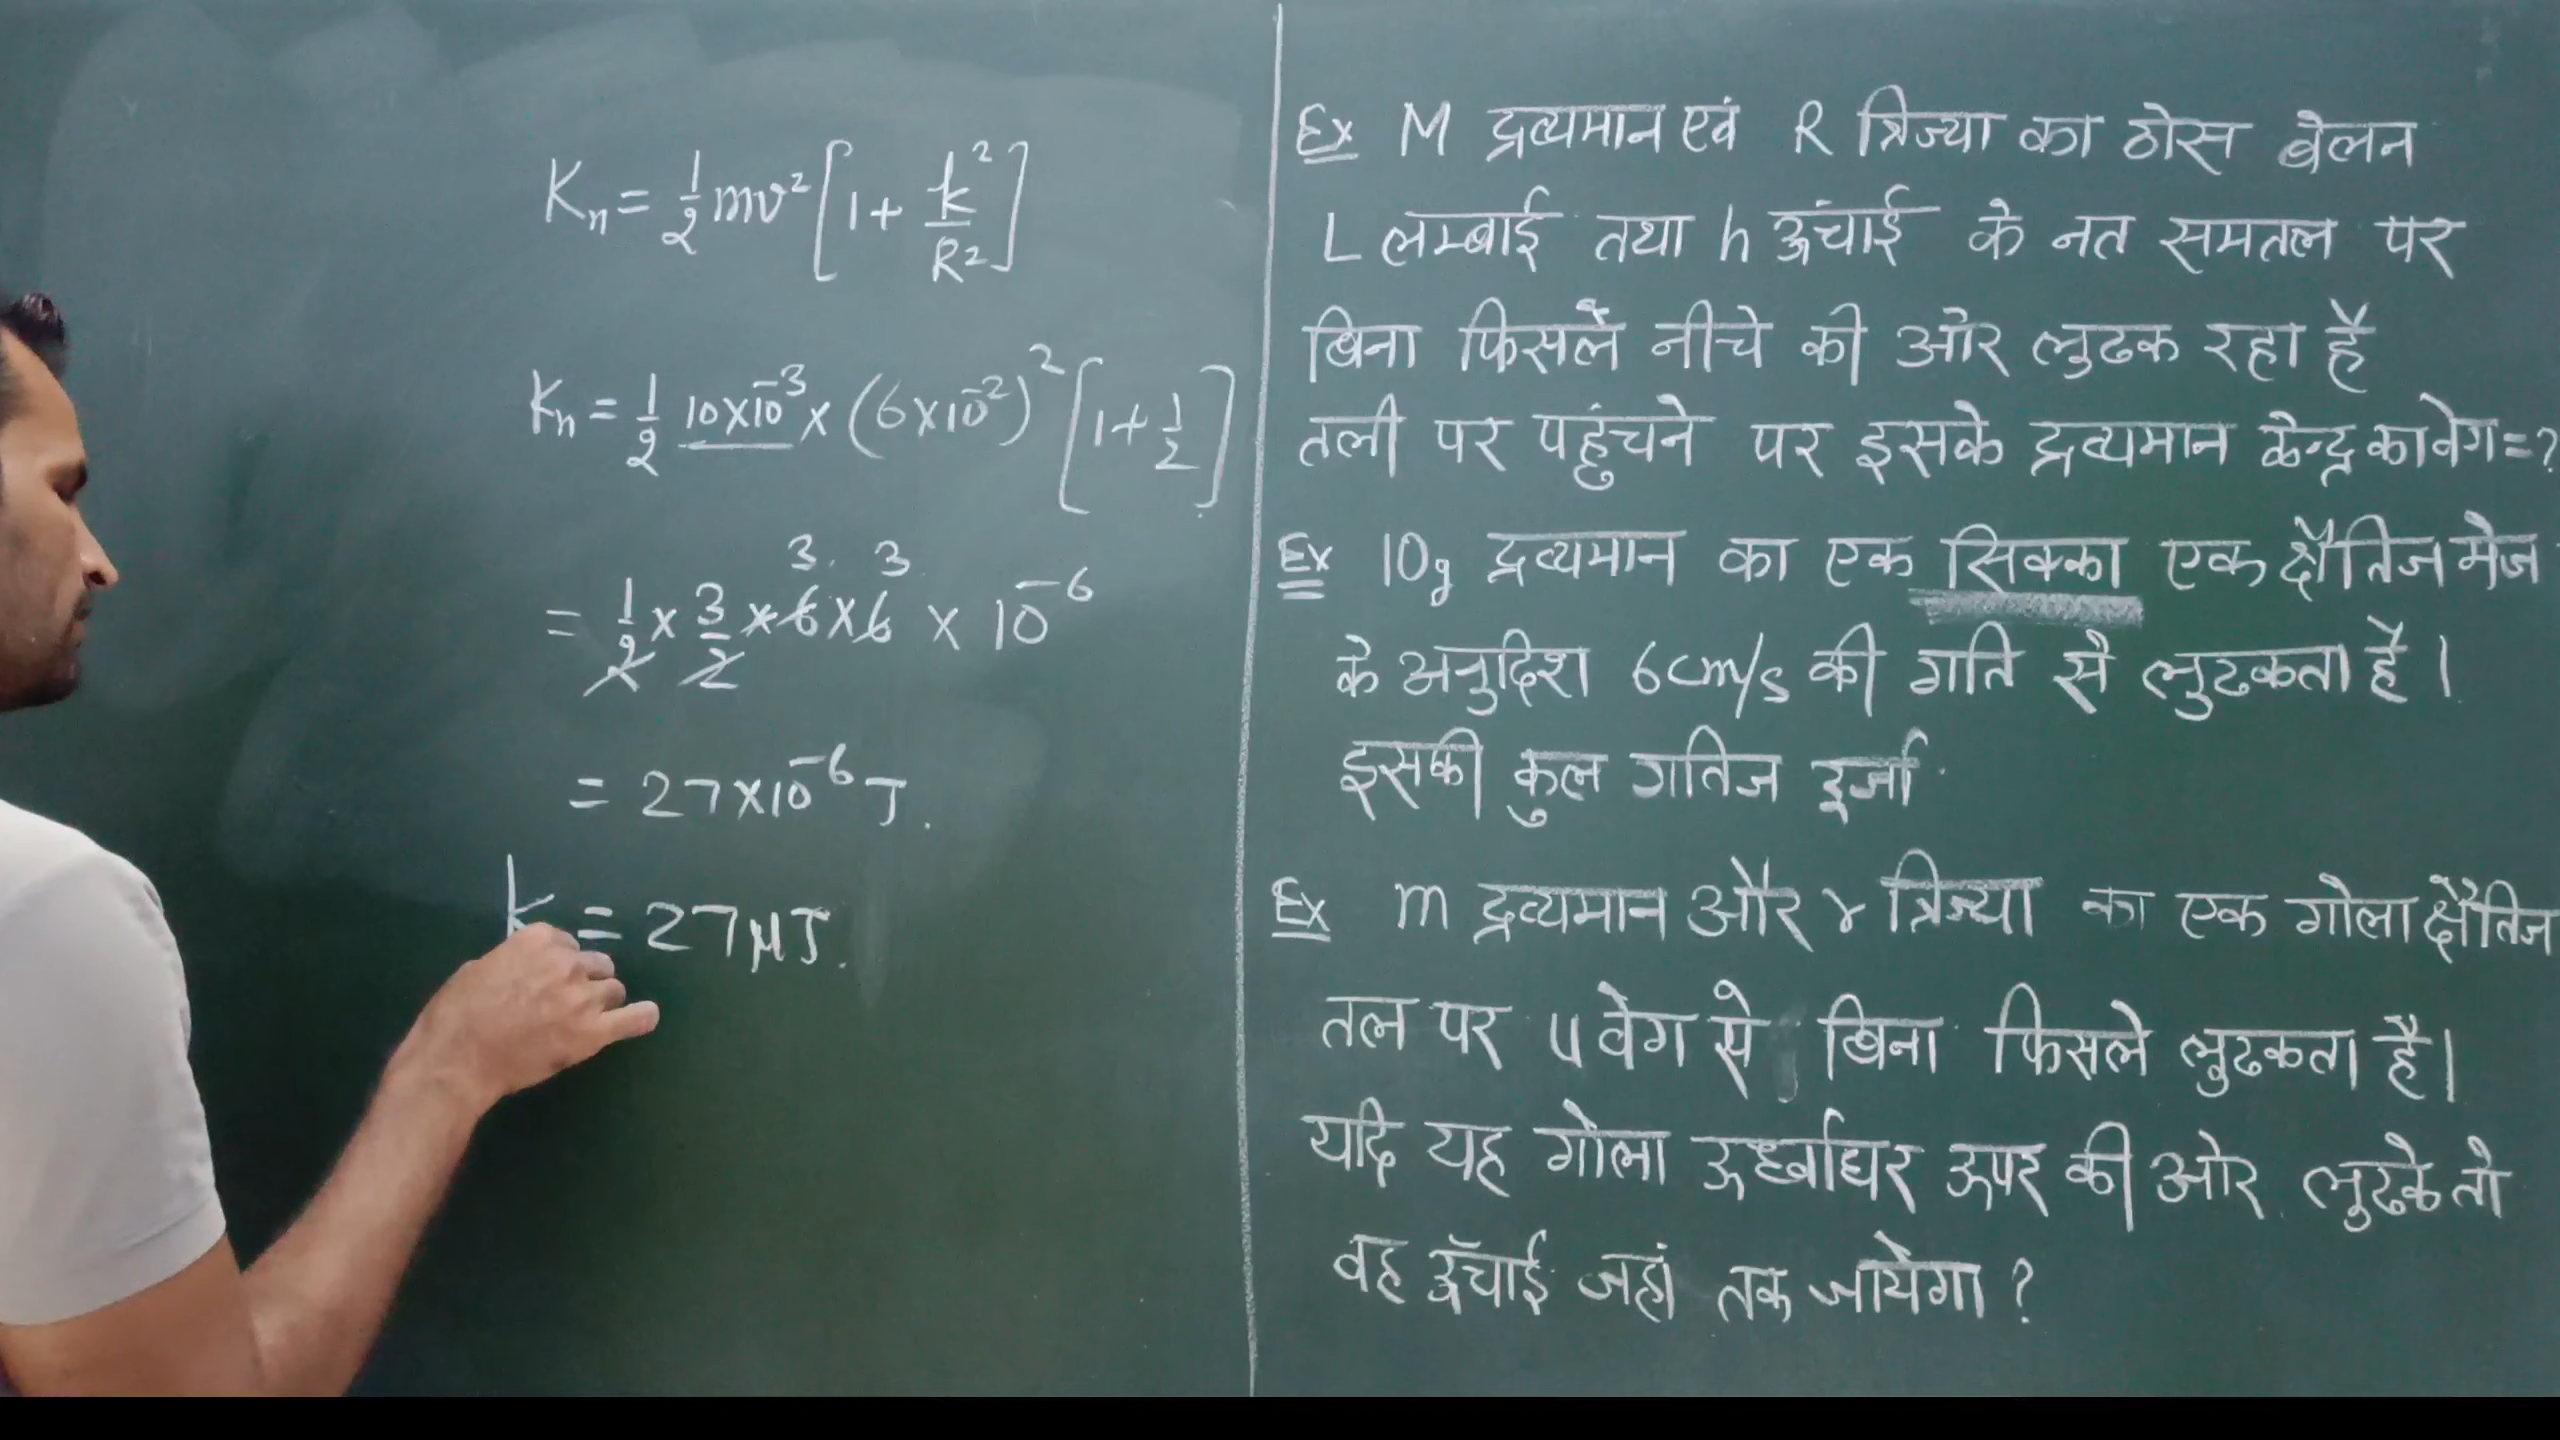 Kn = 1/2 mv² [1 + k²/R²]
Kn = 1/2 10×10⁻³ × (6×10⁻²)² [1 + 1/2]
3 . 3 .
= 1/2 × 3/2 × 6 × 6 × 10⁻⁶
= 27×10⁻⁶ J.
k = 27μJ.
Ex M द्रव्यमान एवं R त्रिज्या का ठोस बेलन
L लम्बाई तथा h ऊंचाई के नत समतल पर
बिना फिसले नीचे की ओर लुढक रहा है
तली पर पहुंचने पर इसके द्रव्यमान केन्द्र का वेग = ?
Ex 10g द्रव्यमान का एक सिक्का एक क्षैतिज मेज
के अनुदिश 6cm/s की गति से लुढकता है।
इसकी कुल गतिज ऊर्जा
Ex m द्रव्यमान और r त्रिज्या का एक गोला क्षैतिज
तल पर u वेग से बिना फिसले लुढकता है।
यदि यह गोला ऊर्ध्वाधर ऊपर की ओर लुढके तो
वह ऊँचाई जहां तक जायेगा ?